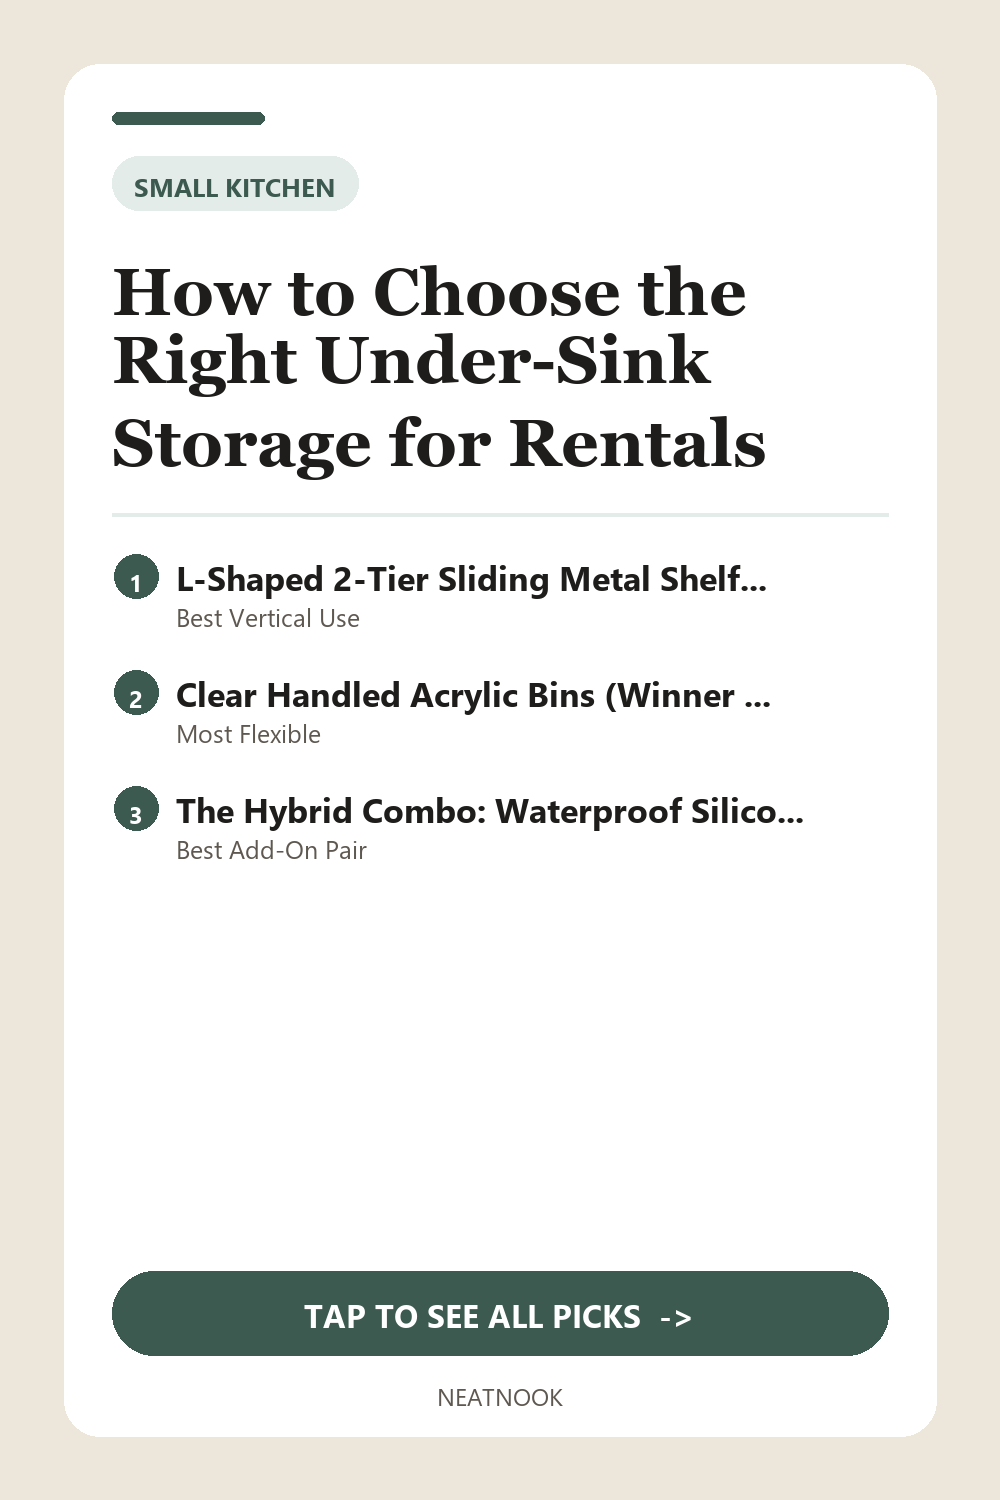 SMALL KITCHEN
How to Choose the
Right Under-Sink
Storage for Rentals
1 L-Shaped 2-Tier Sliding Metal Shelf...
Best Vertical Use
2 Clear Handled Acrylic Bins (Winner ...
Most Flexible
3 The Hybrid Combo: Waterproof Silico...
Best Add-On Pair
TAP TO SEE ALL PICKS ->
NEATNOOK